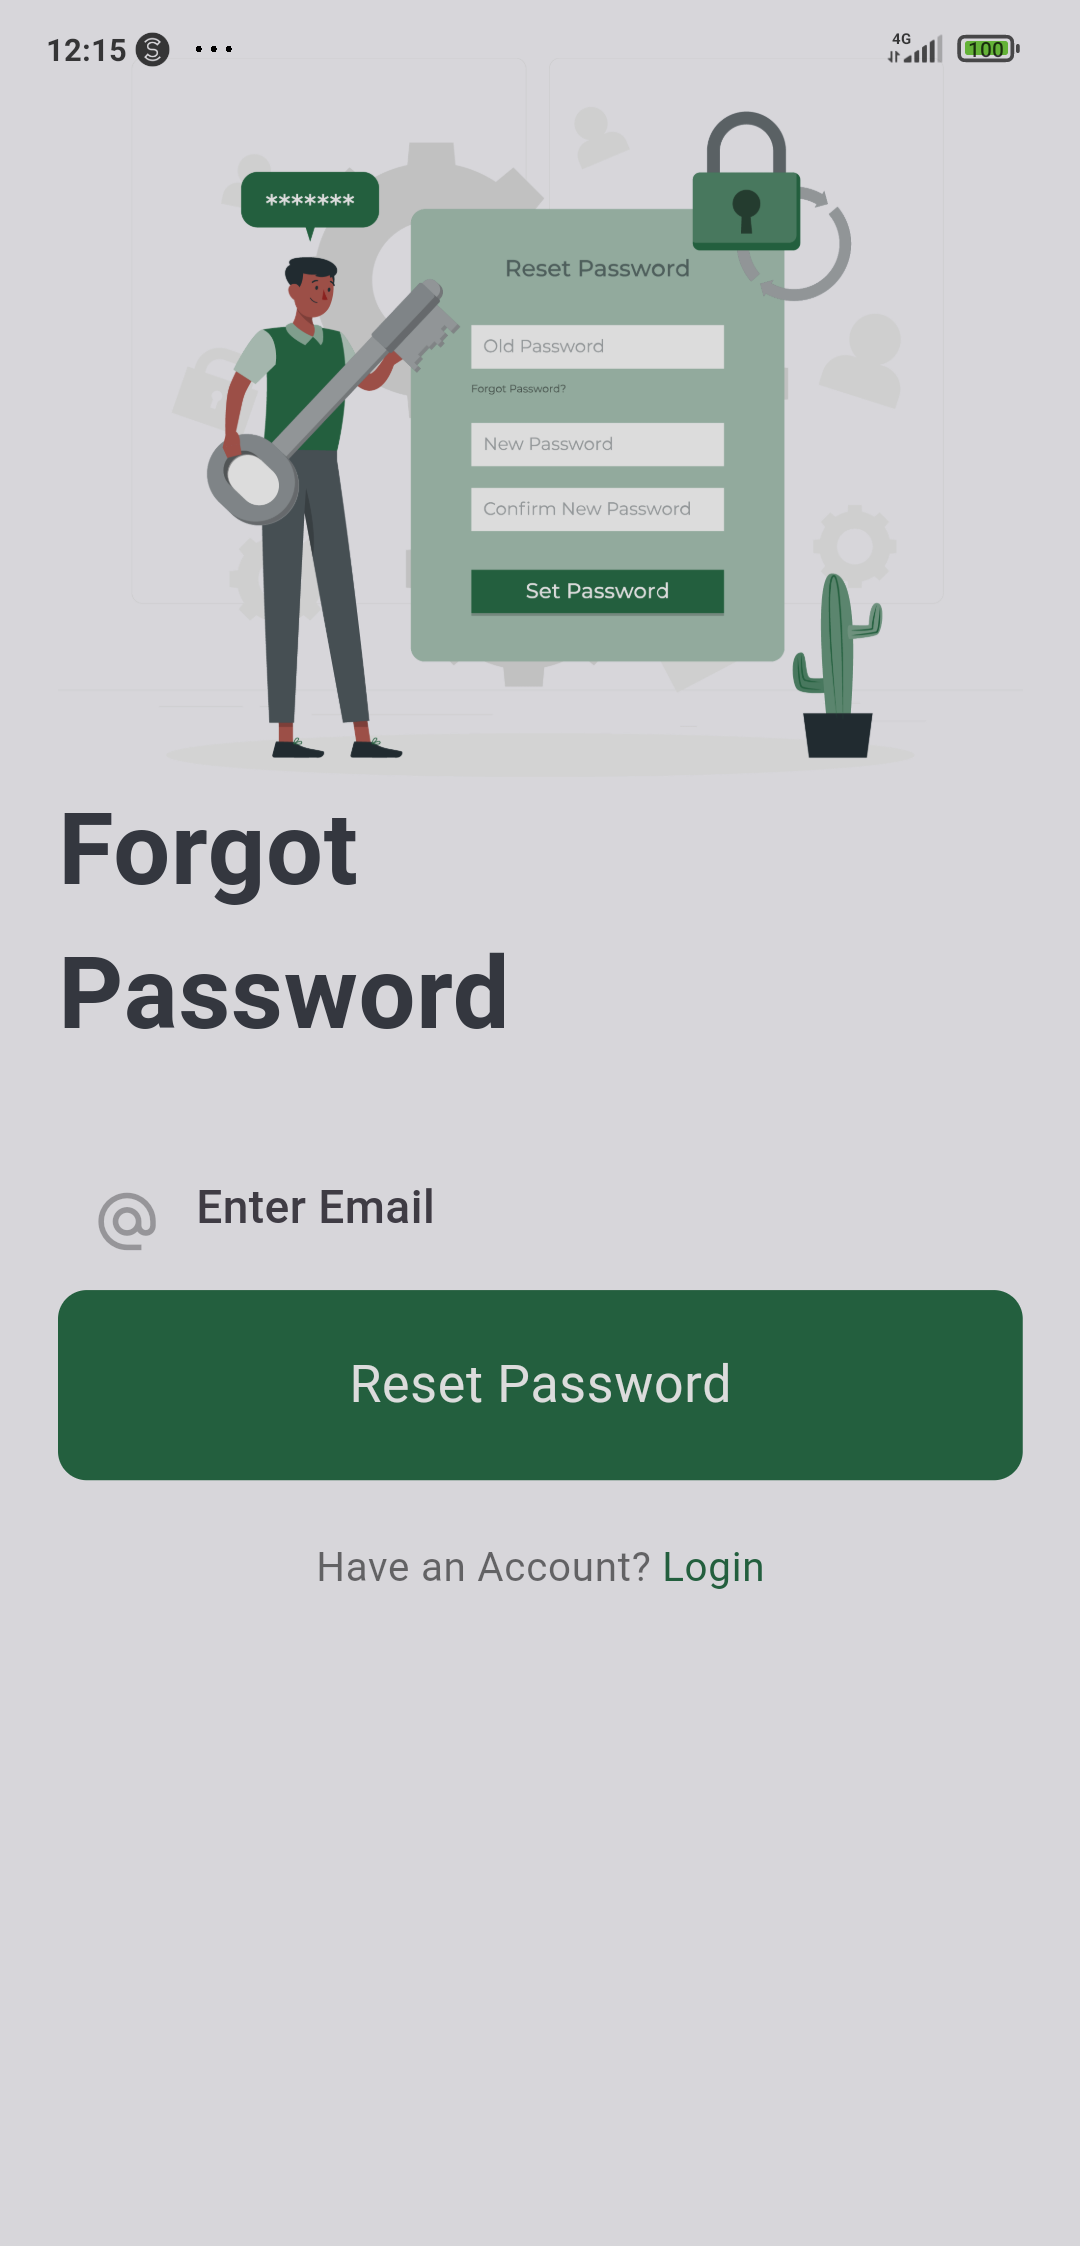 12:15 S ...
4G 100
*******
Reset Password
Old Password
Forgot Password?
New Password
Confirm New Password
Set Password
Forgot
Password
Enter Email
Reset Password
Have an Account? Login